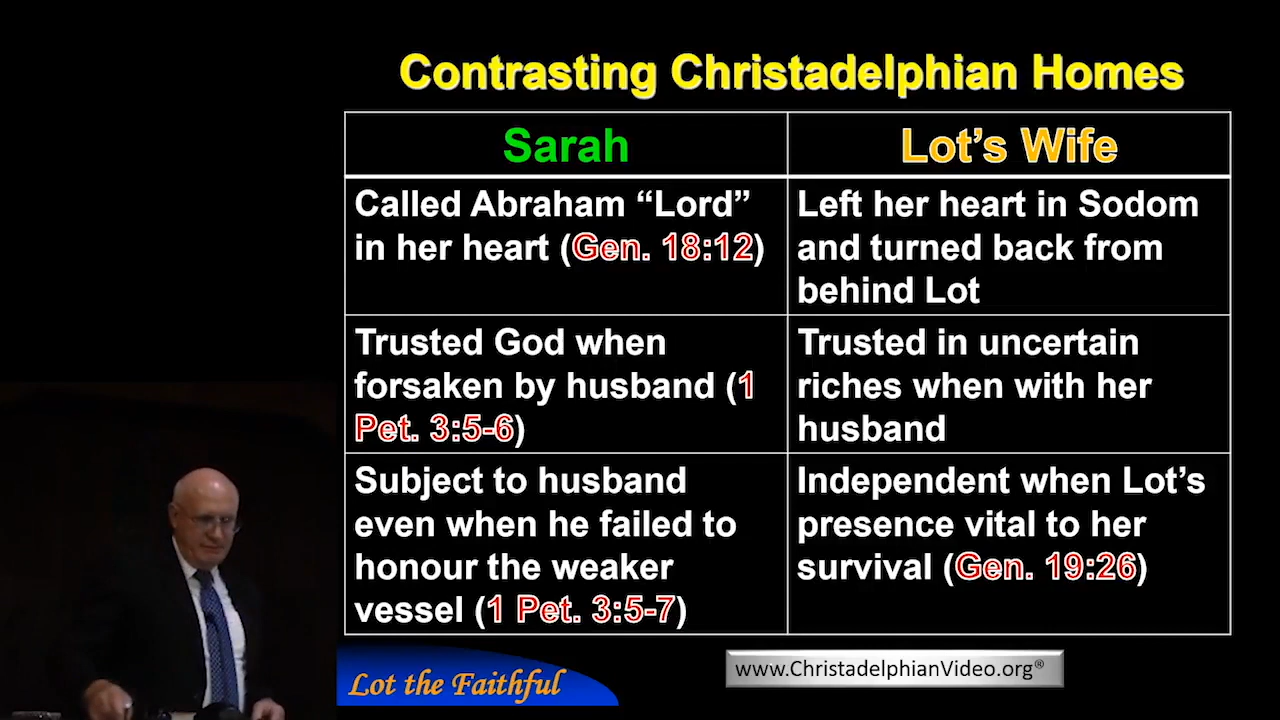 Contrasting Christadelphian Homes
Sarah
Lot's Wife
Called Abraham “Lord”
in her heart (Gen. 18:12)
Left her heart in Sodom
and turned back from
behind Lot
Trusted God when
forsaken by husband (1
Pet. 3:5-6)
Trusted in uncertain
riches when with her
husband
Subject to husband
even when he failed to
honour the weaker
vessel (1 Pet. 3:5-7)
Independent when Lot’s
presence vital to her
survival (Gen. 19:26)
Lot the Faithful
www.ChristadelphianVideo.org®